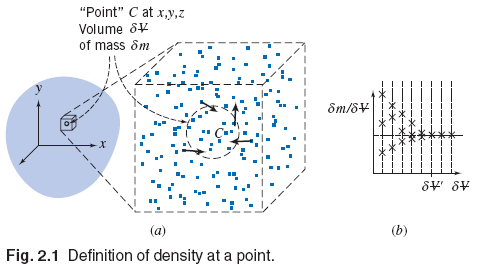 "Point" C at x,y,z
Volume δV̶
of mass δm
y
x
C
(a)
δm/δV̶
δV̶' δV̶
(b)
Fig. 2.1 Definition of density at a point.